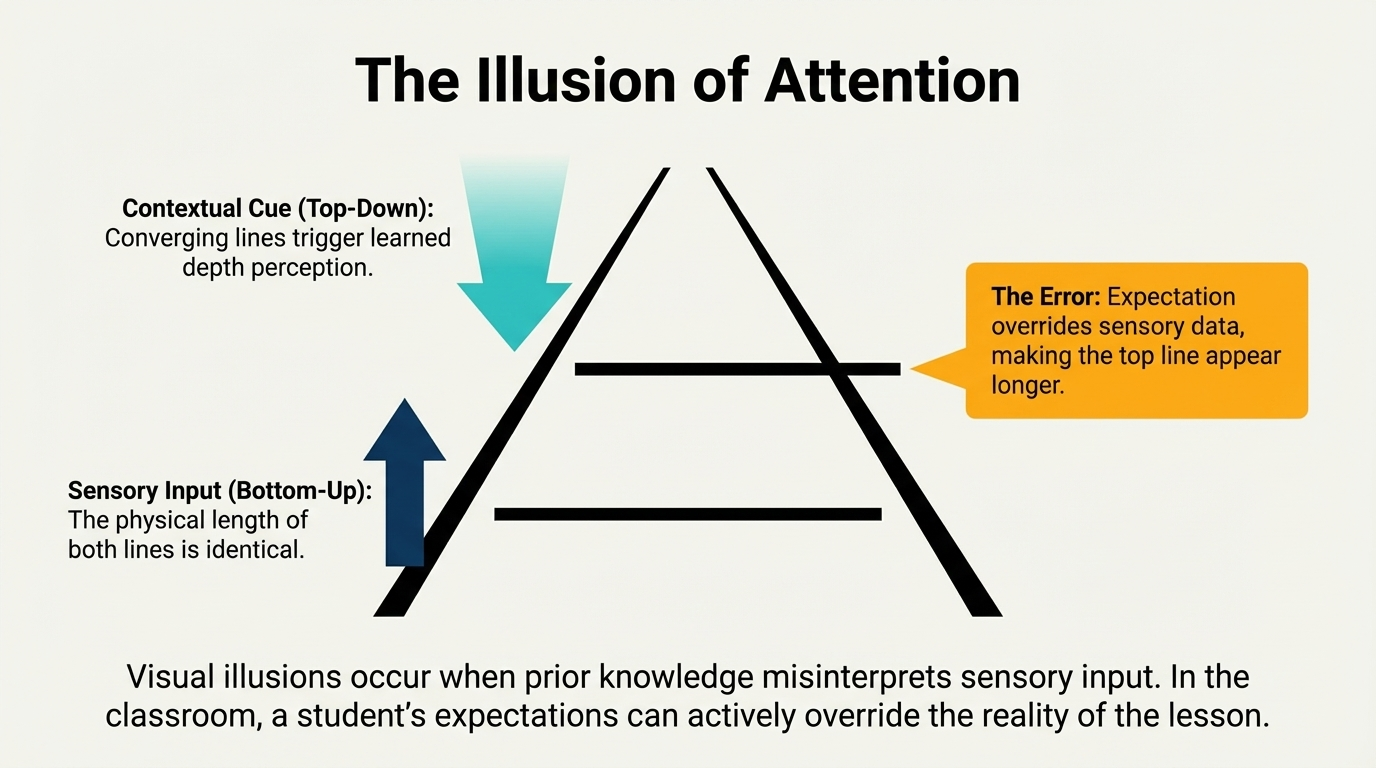 The Illusion of Attention
Contextual Cue (Top-Down):
Converging lines trigger learned
depth perception.
The Error: Expectation
overrides sensory data,
making the top line appear
longer.
Sensory Input (Bottom-Up):
The physical length of
both lines is identical.
Visual illusions occur when prior knowledge misinterprets sensory input. In the
classroom, a student’s expectations can actively override the reality of the lesson.